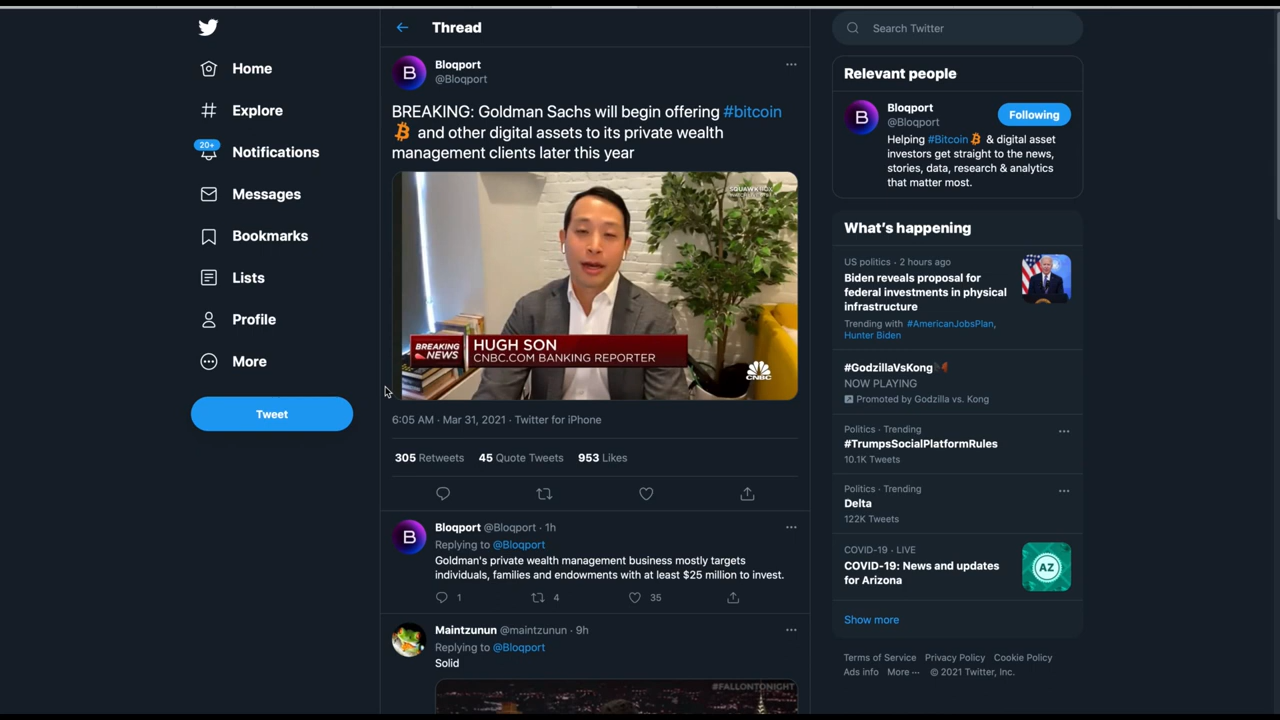 Home
Explore
20+
Notifications
Messages
Bookmarks
Lists
Profile
More
Tweet
Thread
B
Bloqport
@Bloqport
BREAKING: Goldman Sachs will begin offering #bitcoin
and other digital assets to its private wealth
management clients later this year
SQUAWK BOX
BREAKING
NEWS
HUGH SON
CNBC.COM BANKING REPORTER
CNBC
6:05 AM · Mar 31, 2021 · Twitter for iPhone
305 Retweets 45 Quote Tweets 953 Likes
B
Bloqport @Bloqport · 1h
Replying to @Bloqport
Goldman's private wealth management business mostly targets
individuals, families and endowments with at least $25 million to invest.
1 4 35
Maintzunun @maintzunun · 9h
Replying to @Bloqport
Solid
#FALLONTONIGHT
Search Twitter
Relevant people
B
Bloqport
@Bloqport
Following
Helping #Bitcoin & digital asset
investors get straight to the news,
stories, data, research & analytics
that matter most.
What's happening
US politics · 2 hours ago
Biden reveals proposal for
federal investments in physical
infrastructure
Trending with #AmericanJobsPlan,
Hunter Biden
#GodzillaVsKong
NOW PLAYING
Promoted by Godzilla vs. Kong
Politics · Trending
#TrumpsSocialPlatformRules
10.1K Tweets
Politics · Trending
Delta
122K Tweets
COVID-19 · LIVE
COVID-19: News and updates
for Arizona
AZ
Show more
Terms of Service Privacy Policy Cookie Policy
Ads info More ··· © 2021 Twitter, Inc.